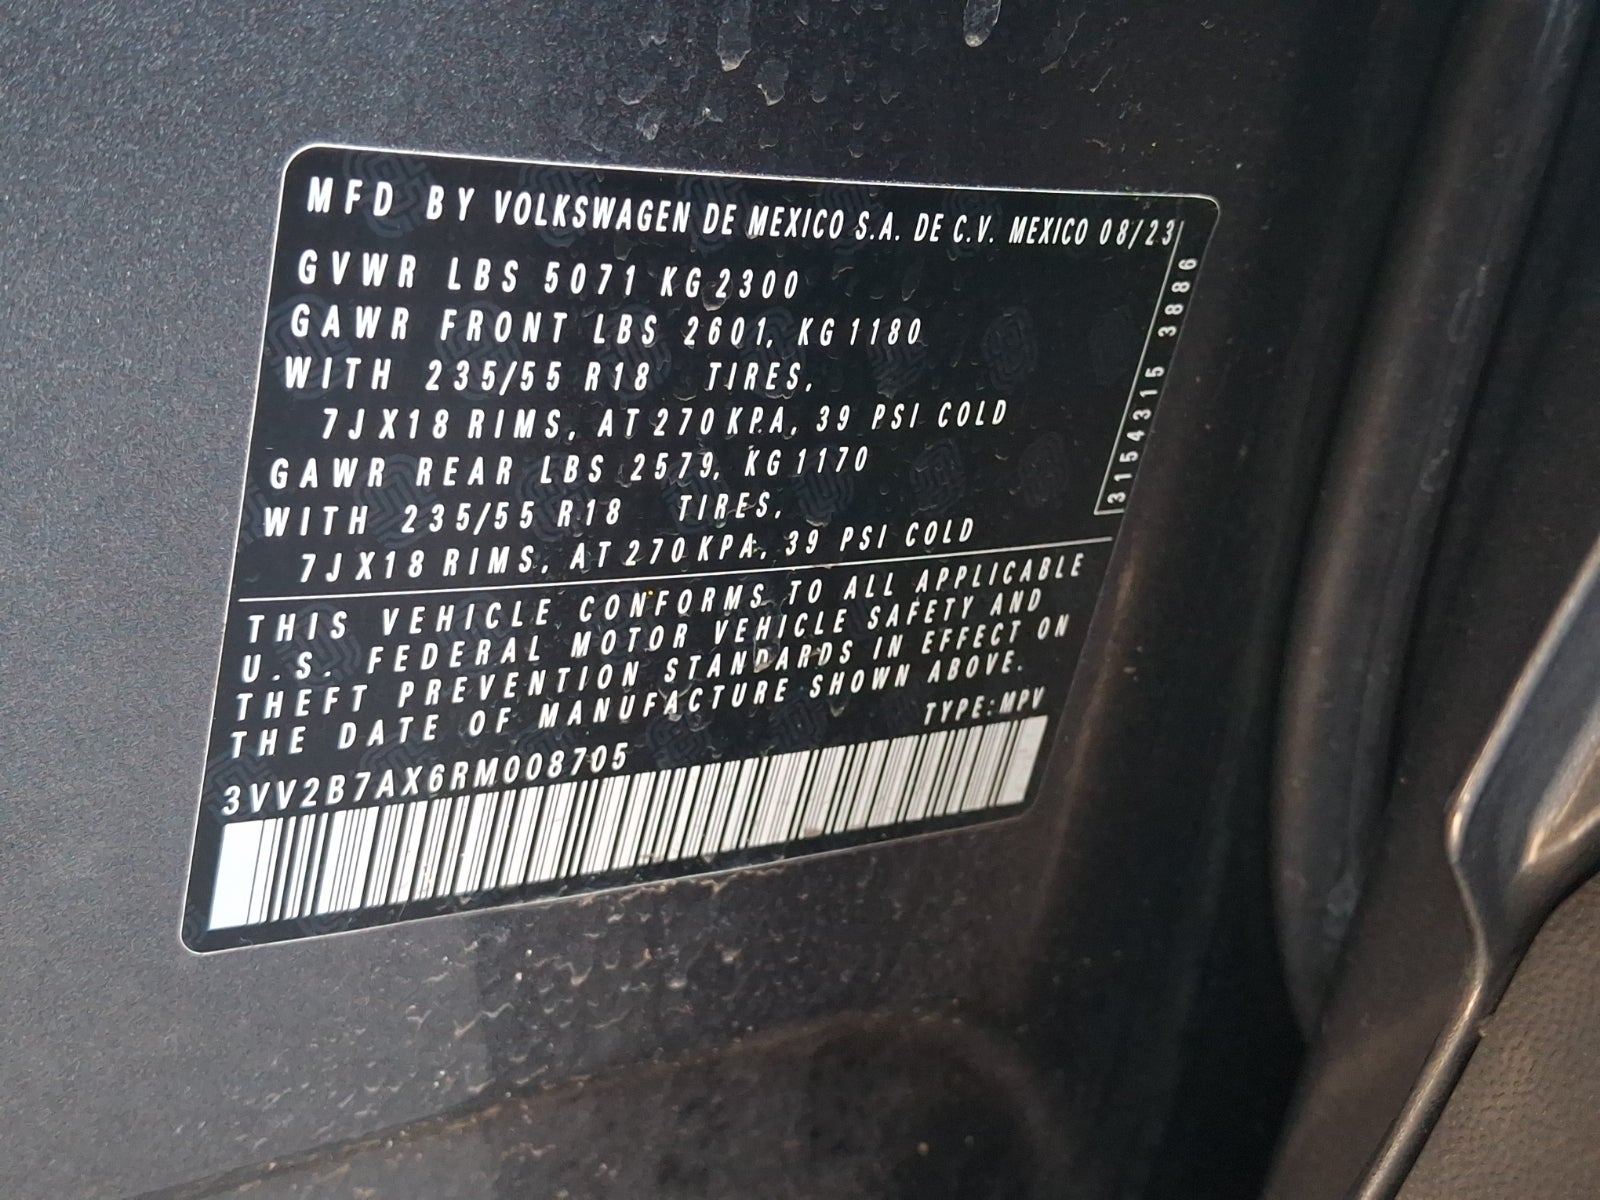 MFD BY VOLKSWAGEN DE MEXICO S.A. DE C.V. MEXICO 08/23
GVWR LBS 5071 KG 2300
GAWR FRONT LBS 2601, KG 1180
WITH 235/55 R18 TIRES,
7JX18 RIMS, AT 270 KPA, 39 PSI COLD
GAWR REAR LBS 2579, KG 1170
WITH 235/55 R18 TIRES,
7JX18 RIMS, AT 270 KPA, 39 PSI COLD
3154315 3886
THIS VEHICLE CONFORMS TO ALL APPLICABLE
U.S. FEDERAL MOTOR VEHICLE SAFETY AND
THEFT PREVENTION STANDARDS IN EFFECT ON
THE DATE OF MANUFACTURE SHOWN ABOVE.
TYPE: MPV
3VV2B7AX6RM008705